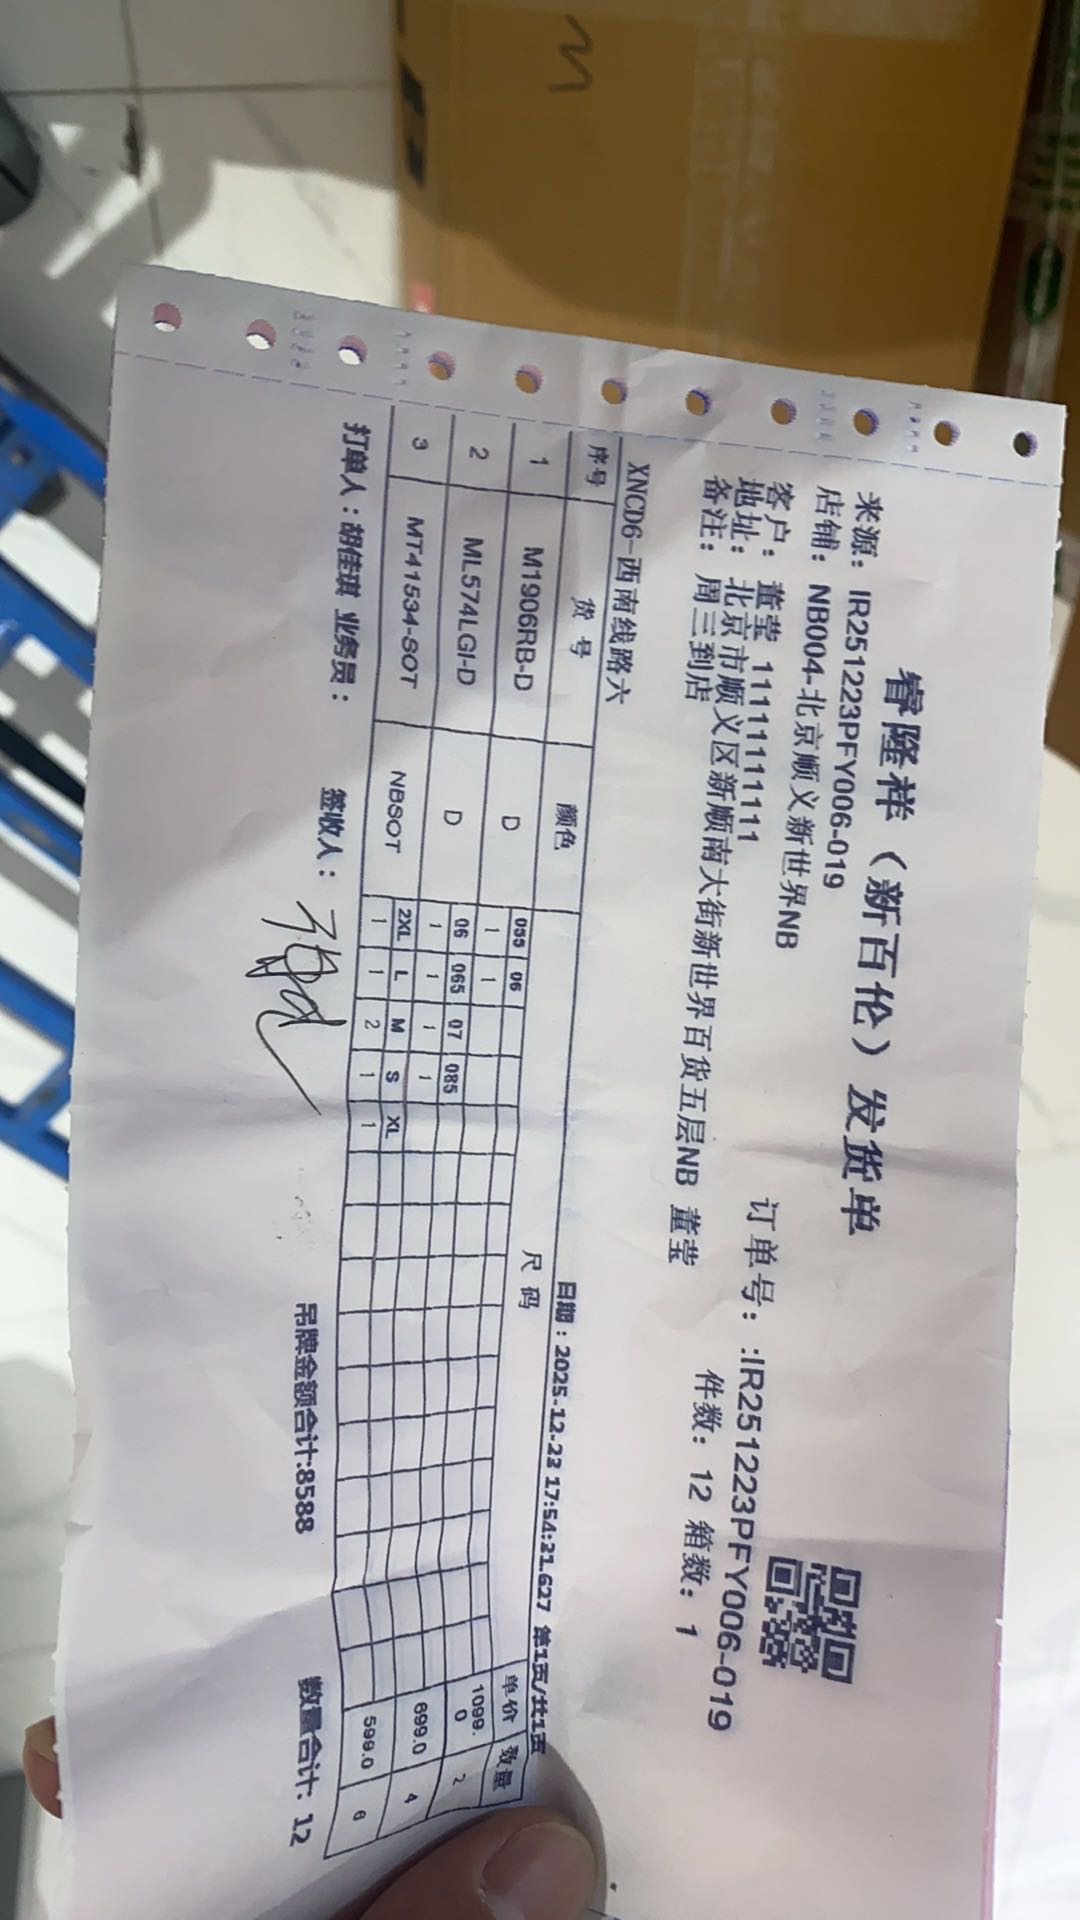 睿隆祥（新百伦）发货单
来源：IR251223PFY006-019
订单号：:IR251223PFY006-019
店铺：NB004-北京顺义新世界NB
件数：12 箱数：1
客户：董莹 11111111111
地址：北京市顺义区新顺南大街新世界百货五层NB 董莹
备注：周三到店
XNCD6-西南线路六
日期：2025-12-23 17:54:21.627 第1页/共1页
序号 货号 颜色 尺码 单价 数量
1 M1906RB-D D 055 06 1099.0 2
1 1
2 ML574LGI-D D 06 065 07 085 699.0 4
1 1 1 1
3 MT41534-SOT NBSOT 2XL L M S XL 599.0 6
1 1 2 1 1
打单人：胡佳琪 业务员： 签收人： 吊牌金额合计:8588 数量合计：12